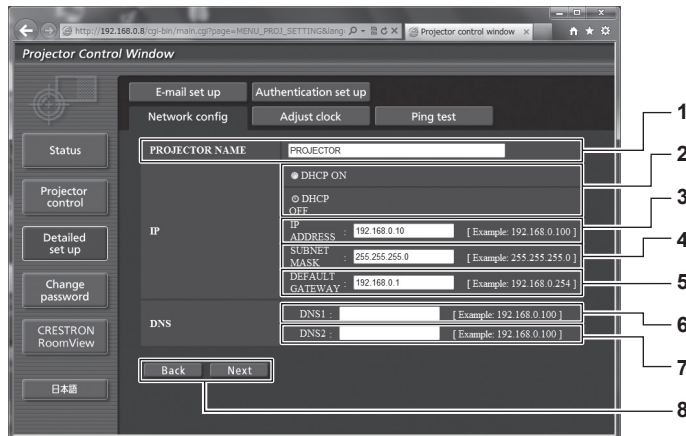 http://192.168.0.8/cgi-bin/main.cgi?page=MENU_PROJ_SETTING&lang:
Projector control window
Projector Control Window
E-mail set up
Authentication set up
Network config
Adjust clock
Ping test
Status
Projector
control
Detailed
set up
Change
password
CRESTRON
RoomView
日本語
PROJECTOR NAME
PROJECTOR
1
IP
DHCP ON
DHCP
OFF
2
IP
ADDRESS : 192.168.0.10 [ Example: 192.168.0.100 ]
3
SUBNET
MASK : 255.255.255.0 [ Example: 255.255.255.0 ]
4
DEFAULT
GATEWAY : 192.168.0.1 [ Example: 192.168.0.254 ]
5
DNS
DNS1 : [ Example: 192.168.0.100 ]
6
DNS2 : [ Example: 192.168.0.100 ]
7
Back Next
8